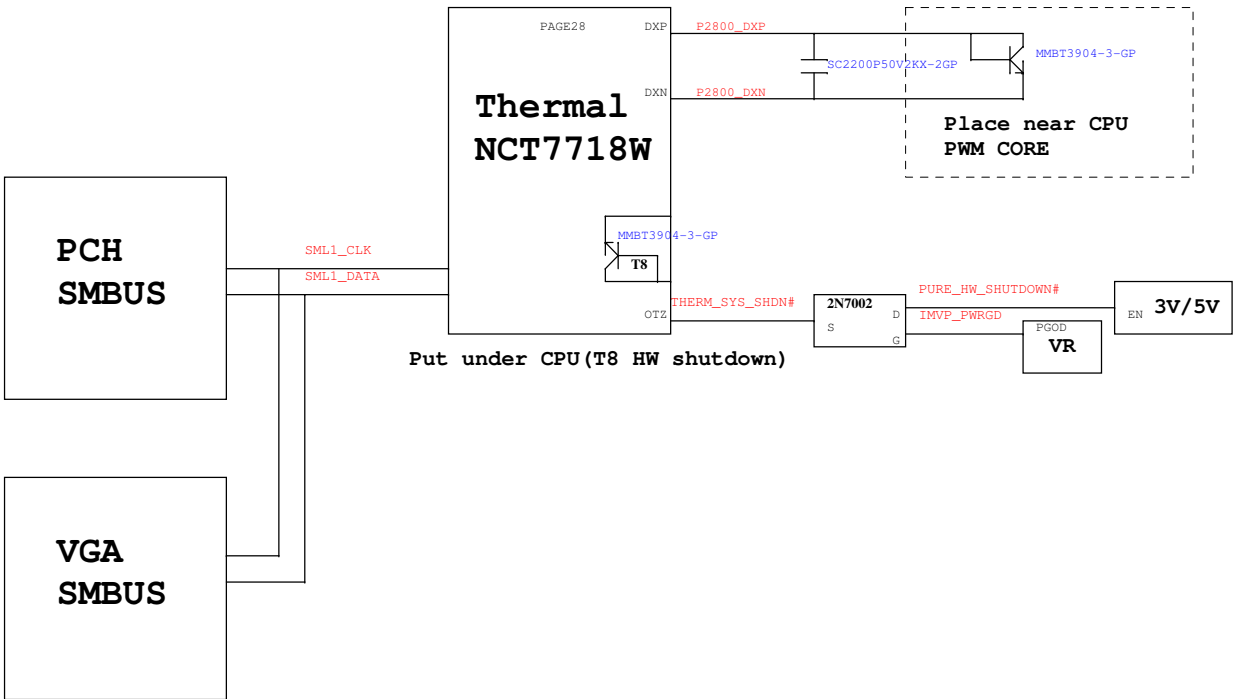 PAGE28
DXP
P2800_DXP
MMBT3904-3-GP
SC2200P50V2KX-2GP
DXN
P2800_DXN
Thermal
NCT7718W
Place near CPU
PWM CORE
PCH
SMBUS
SML1_CLK
SML1_DATA
MMBT3904-3-GP
T8
THERM_SYS_SHDN#
OTZ
2N7002
S
D
G
PURE_HW_SHUTDOWN#
IMVP_PWRGD
EN
3V/5V
PGOD
VR
Put under CPU(T8 HW shutdown)
VGA
SMBUS